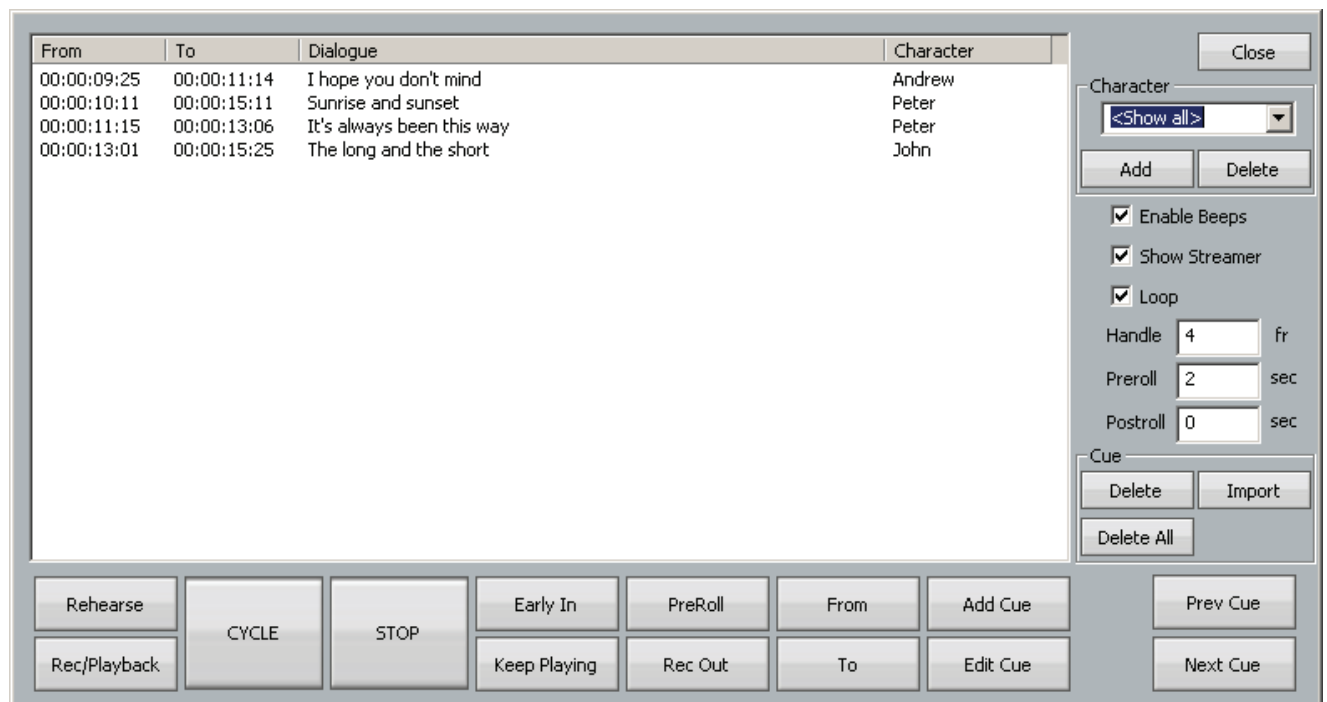 From To Dialogue Character
00:00:09:25 00:00:11:14 I hope you don't mind Andrew
00:00:10:11 00:00:15:11 Sunrise and sunset Peter
00:00:11:15 00:00:13:06 It's always been this way Peter
00:00:13:01 00:00:15:25 The long and the short John
Close
Character
<Show all>
Add Delete
Enable Beeps
Show Streamer
Loop
Handle 4 fr
Preroll 2 sec
Postroll 0 sec
Cue
Delete Import
Delete All
Rehearse CYCLE STOP Early In PreRoll From Add Cue Prev Cue
Rec/Playback Keep Playing Rec Out To Edit Cue Next Cue